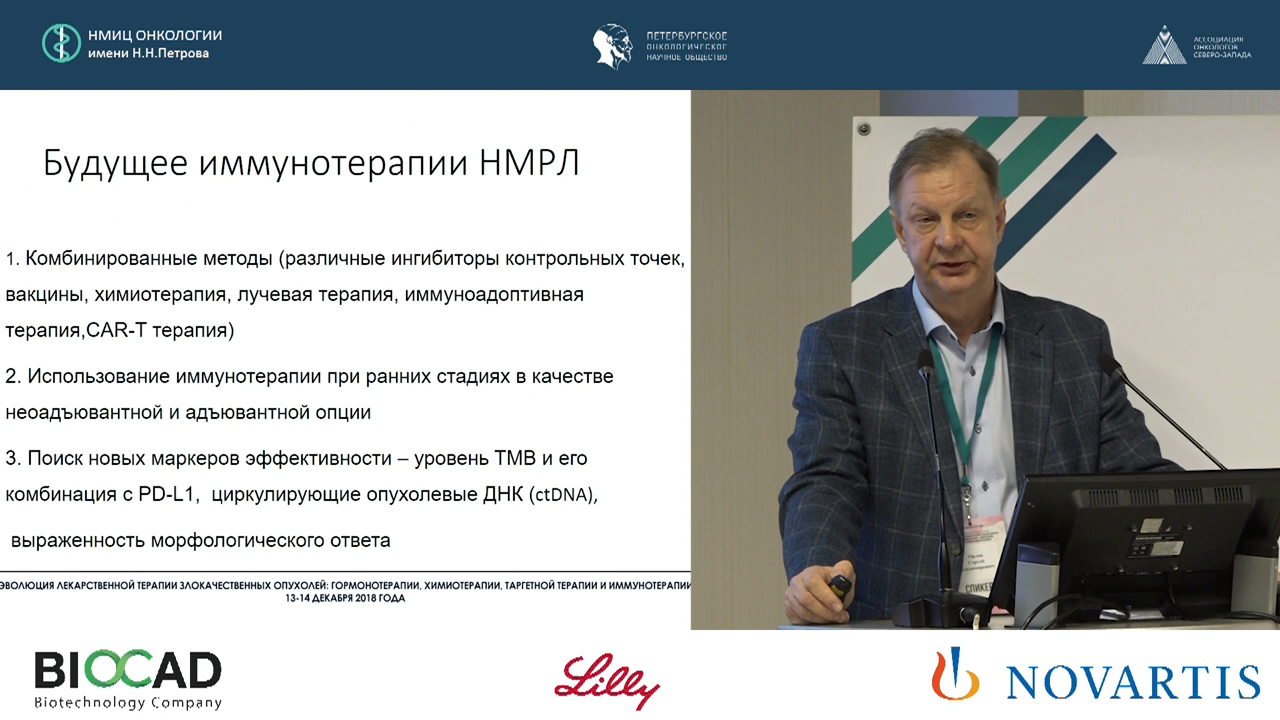 НМИЦ ОНКОЛОГИИ
имени Н.Н.Петрова
ПЕТЕРБУРГСКОЕ
ОНКОЛОГИЧЕСКОЕ
НАУЧНОЕ ОБЩЕСТВО
АССОЦИАЦИЯ
ОНКОЛОГОВ
СЕВЕРО-ЗАПАДА
Будущее иммунотерапии НМРЛ
1. Комбинированные методы (различные ингибиторы контрольных точек,
вакцины, химиотерапия, лучевая терапия, иммуноадоптивная
терапия,CAR-T терапия)
2. Использование иммунотерапии при ранних стадиях в качестве
неоадъювантной и адъювантной опции
3. Поиск новых маркеров эффективности – уровень TMB и его
комбинация с PD-L1, циркулирующие опухолевые ДНК (ctDNA),
выраженность морфологического ответа
ЭВОЛЮЦИЯ ЛЕКАРСТВЕННОЙ ТЕРАПИИ ЗЛОКАЧЕСТВЕННЫХ ОПУХОЛЕЙ: ГОРМОНОТЕРАПИИ, ХИМИОТЕРАПИИ, ТАРГЕТНОЙ ТЕРАПИИ И ИММУНОТЕРАПИИ
13-14 ДЕКАБРЯ 2018 ГОДА
Орлов
Сергей
СПИКЕР
BIOCAD
Biotechnology Company
Lilly
NOVARTIS